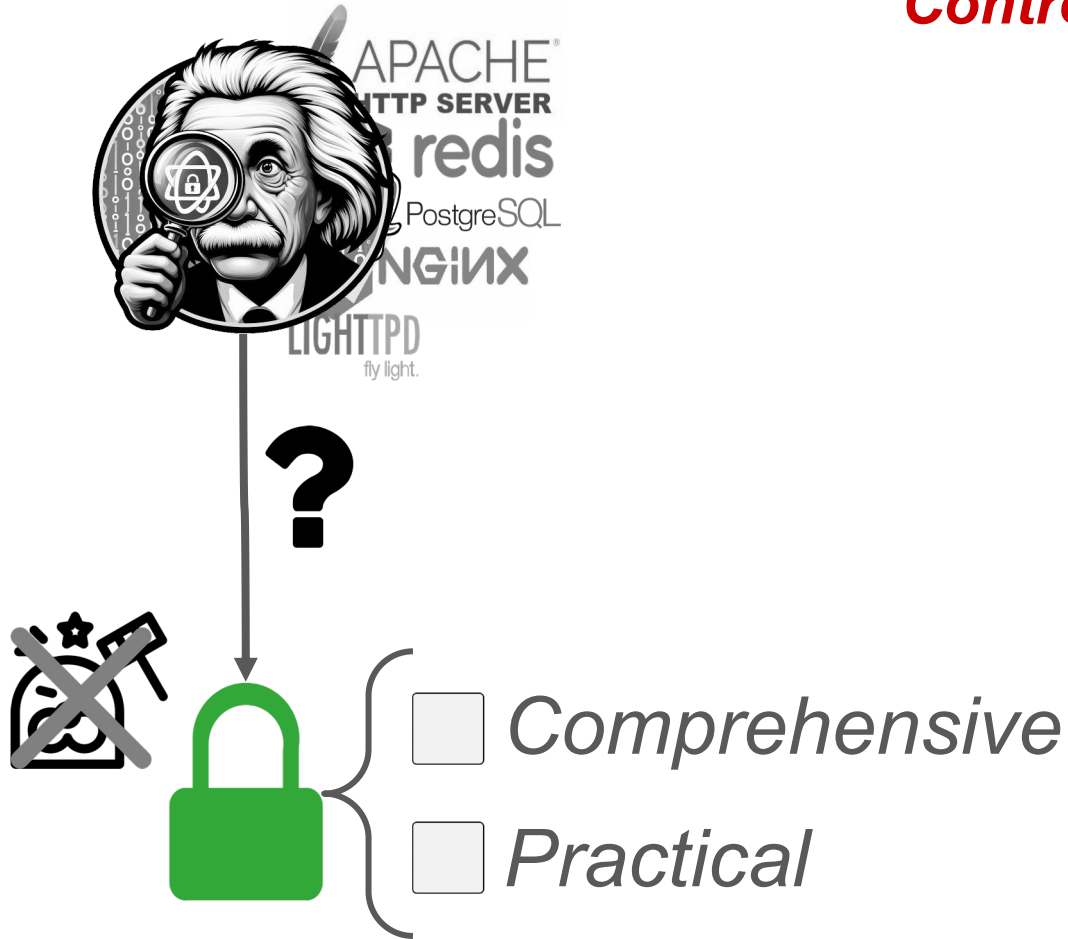 APACHE
HTTP SERVER
redis
PostgreSQL
NGINX
LIGHTTPD
fly light.
?
Comprehensive
Practical